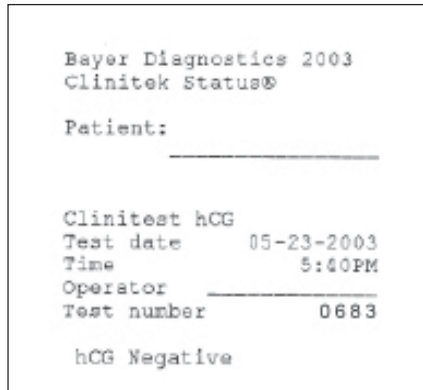 Bayer Diagnostics 2003
Clinitek Status®
Patient:
Clinitest hCG
Test date 05-23-2003
Time 5:40PM
Operator
Test number 0683
hCG Negative